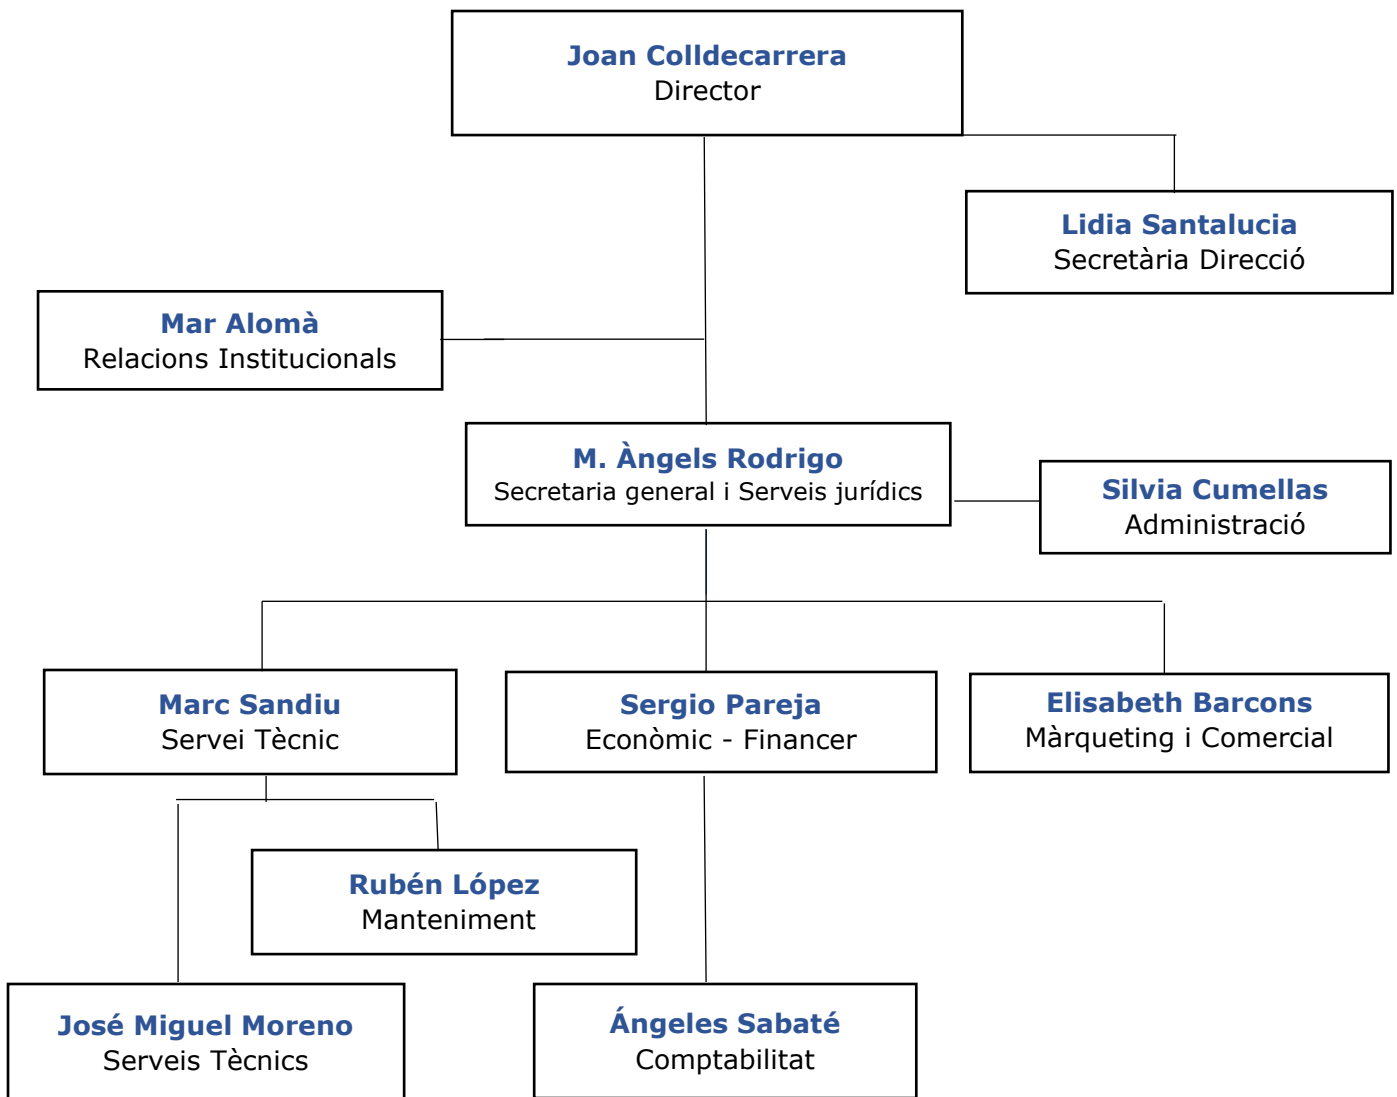 Joan Colldecarrera
Director
Lidia Santalucia
Secretària Direcció
Mar Alomà
Relacions Institucionals
M. Àngels Rodrigo
Secretaria general i Serveis jurídics
Silvia Cumellas
Administració
Marc Sandiu
Servei Tècnic
Sergio Pareja
Econòmic - Financer
Elisabeth Barcons
Màrqueting i Comercial
Rubén López
Manteniment
José Miguel Moreno
Serveis Tècnics
Ángeles Sabaté
Comptabilitat